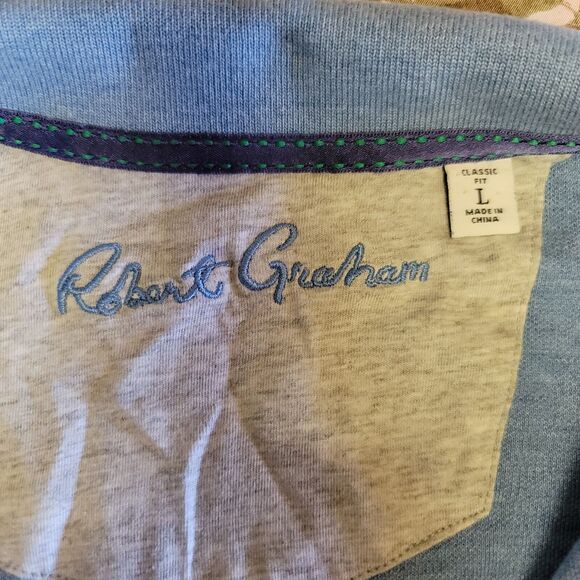 CLASSIC
FIT
L
MADE IN
CHINA
Robert Graham